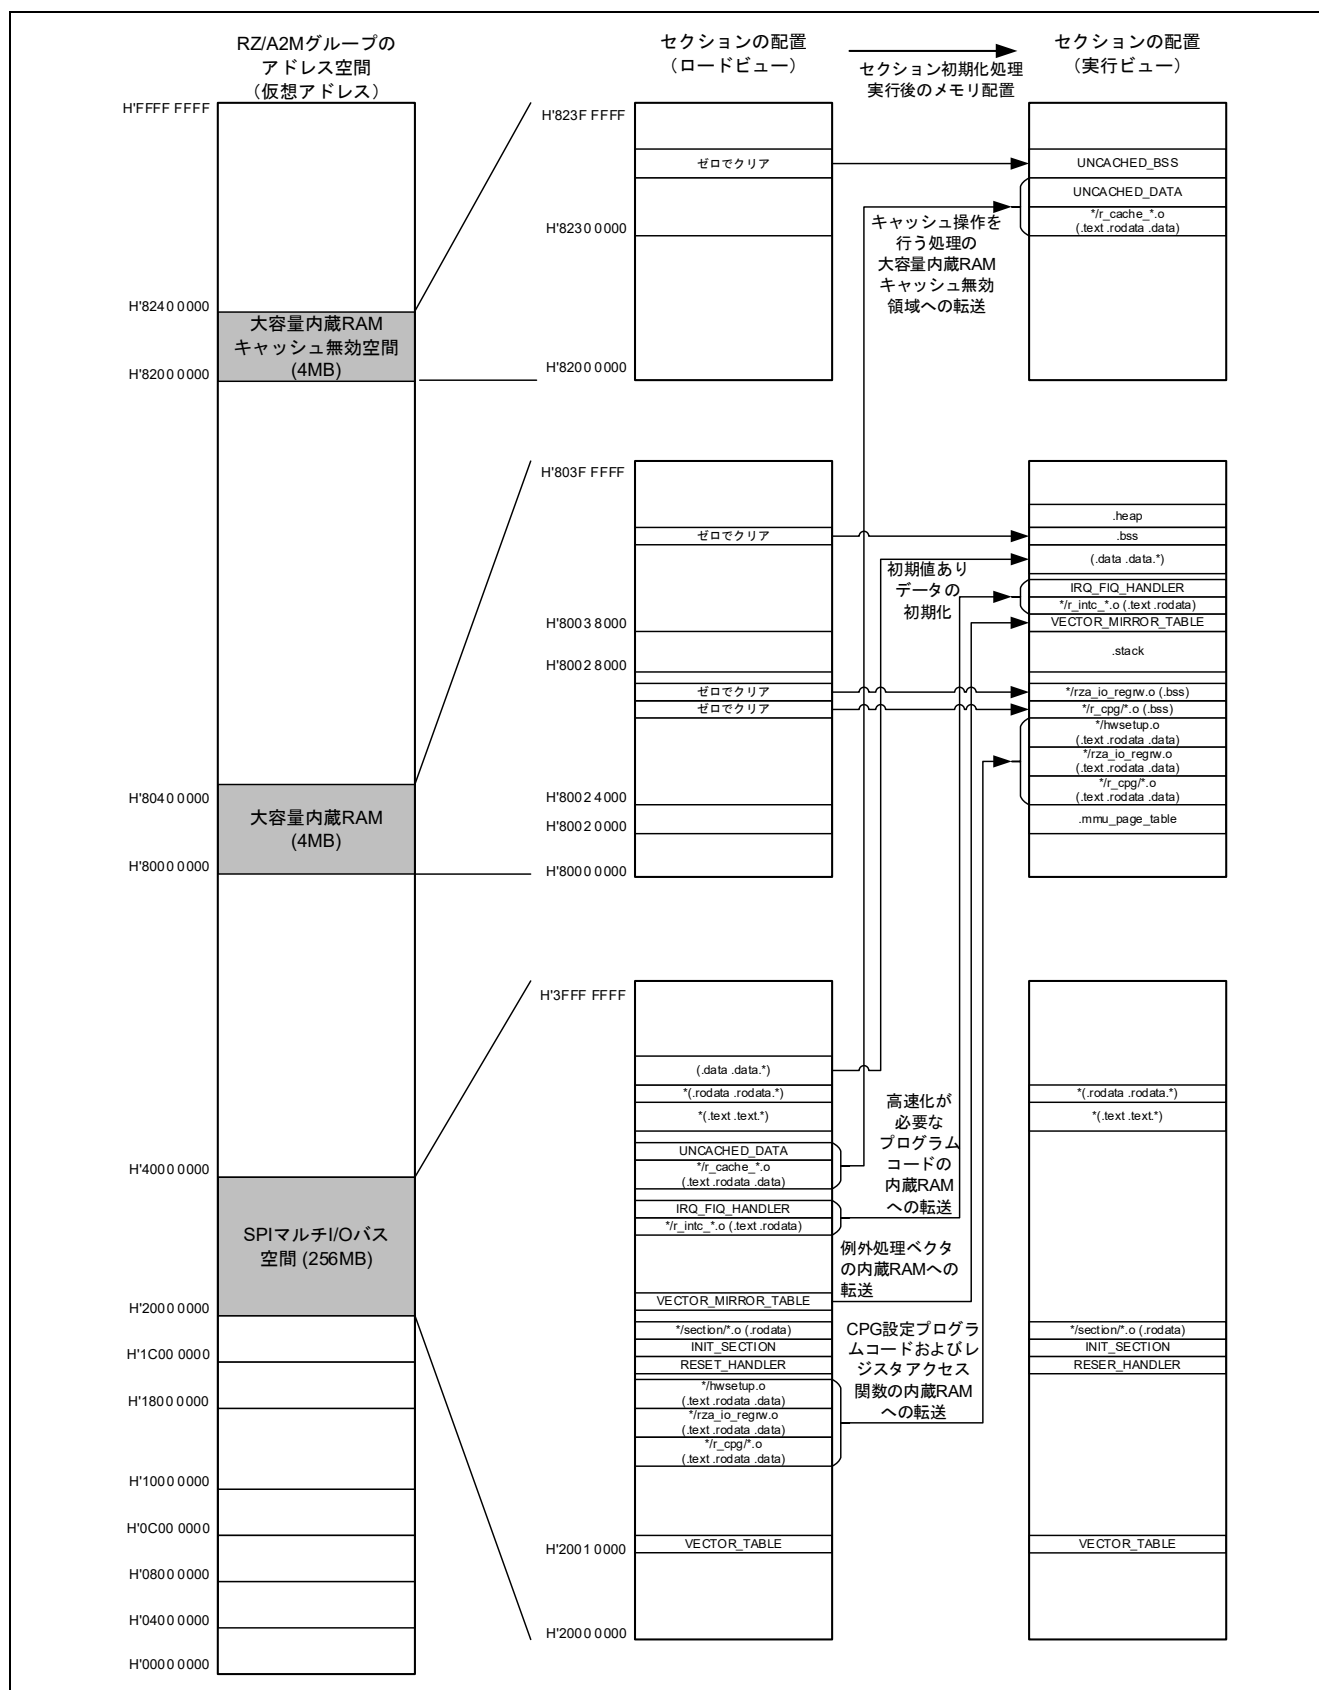 RZ/A2Mグループの
アドレス空間
（仮想アドレス）
H'FFFF FFFF
H'8240 0000
大容量内蔵RAM
キャッシュ無効空間
(4MB)
H'8200 0000
H'8040 0000
大容量内蔵RAM
(4MB)
H'8000 0000
H'4000 0000
SPIマルチI/Oバス
空間 (256MB)
H'2000 0000
H'1C00 0000
H'1800 0000
H'1000 0000
H'0C00 0000
H'0800 0000
H'0400 0000
H'0000 0000
セクションの配置
（ロードビュー）
セクション初期化処理
実行後のメモリ配置
セクションの配置
（実行ビュー）
H'823F FFFF
ゼロでクリア
H'8230 0000
H'8200 0000
キャッシュ操作を
行う処理の
大容量内蔵RAM
キャッシュ無効
領域への転送
UNCACHED_BSS
UNCACHED_DATA
*/r_cache_*.o
(.text .rodata .data)
H'803F FFFF
ゼロでクリア
H'8003 8000
H'8002 8000
ゼロでクリア
ゼロでクリア
H'8002 4000
H'8002 0000
H'8000 0000
初期値あり
データの
初期化
.heap
.bss
(.data .data.*)
IRQ_FIQ_HANDLER
*/r_intc_*.o (.text .rodata)
VECTOR_MIRROR_TABLE
.stack
*/rza_io_regrw.o (.bss)
*/r_cpg/*.o (.bss)
*/hwsetup.o
(.text .rodata .data)
*/rza_io_regrw.o
(.text .rodata .data)
*/r_cpg/*.o
(.text .rodata .data)
.mmu_page_table
H'3FFF FFFF
(.data .data.*)
*(.rodata .rodata.*)
*(.text .text.*)
UNCACHED_DATA
*/r_cache_*.o
(.text .rodata .data)
IRQ_FIQ_HANDLER
*/r_intc_*.o (.text .rodata)
VECTOR_MIRROR_TABLE
*/section/*.o (.rodata)
INIT_SECTION
RESET_HANDLER
*/hwsetup.o
(.text .rodata .data)
*/rza_io_regrw.o
(.text .rodata .data)
*/r_cpg/*.o
(.text .rodata .data)
H'2001 0000
VECTOR_TABLE
H'2000 0000
高速化が
必要な
プログラム
コードの
内蔵RAM
への転送
例外処理ベクタ
の内蔵RAMへの
転送
CPG設定プログラ
ムコードおよびレ
ジスタアクセス
関数の内蔵RAM
への転送
*(.rodata .rodata.*)
*(.text .text.*)
*/section/*.o (.rodata)
INIT_SECTION
RESER_HANDLER
VECTOR_TABLE